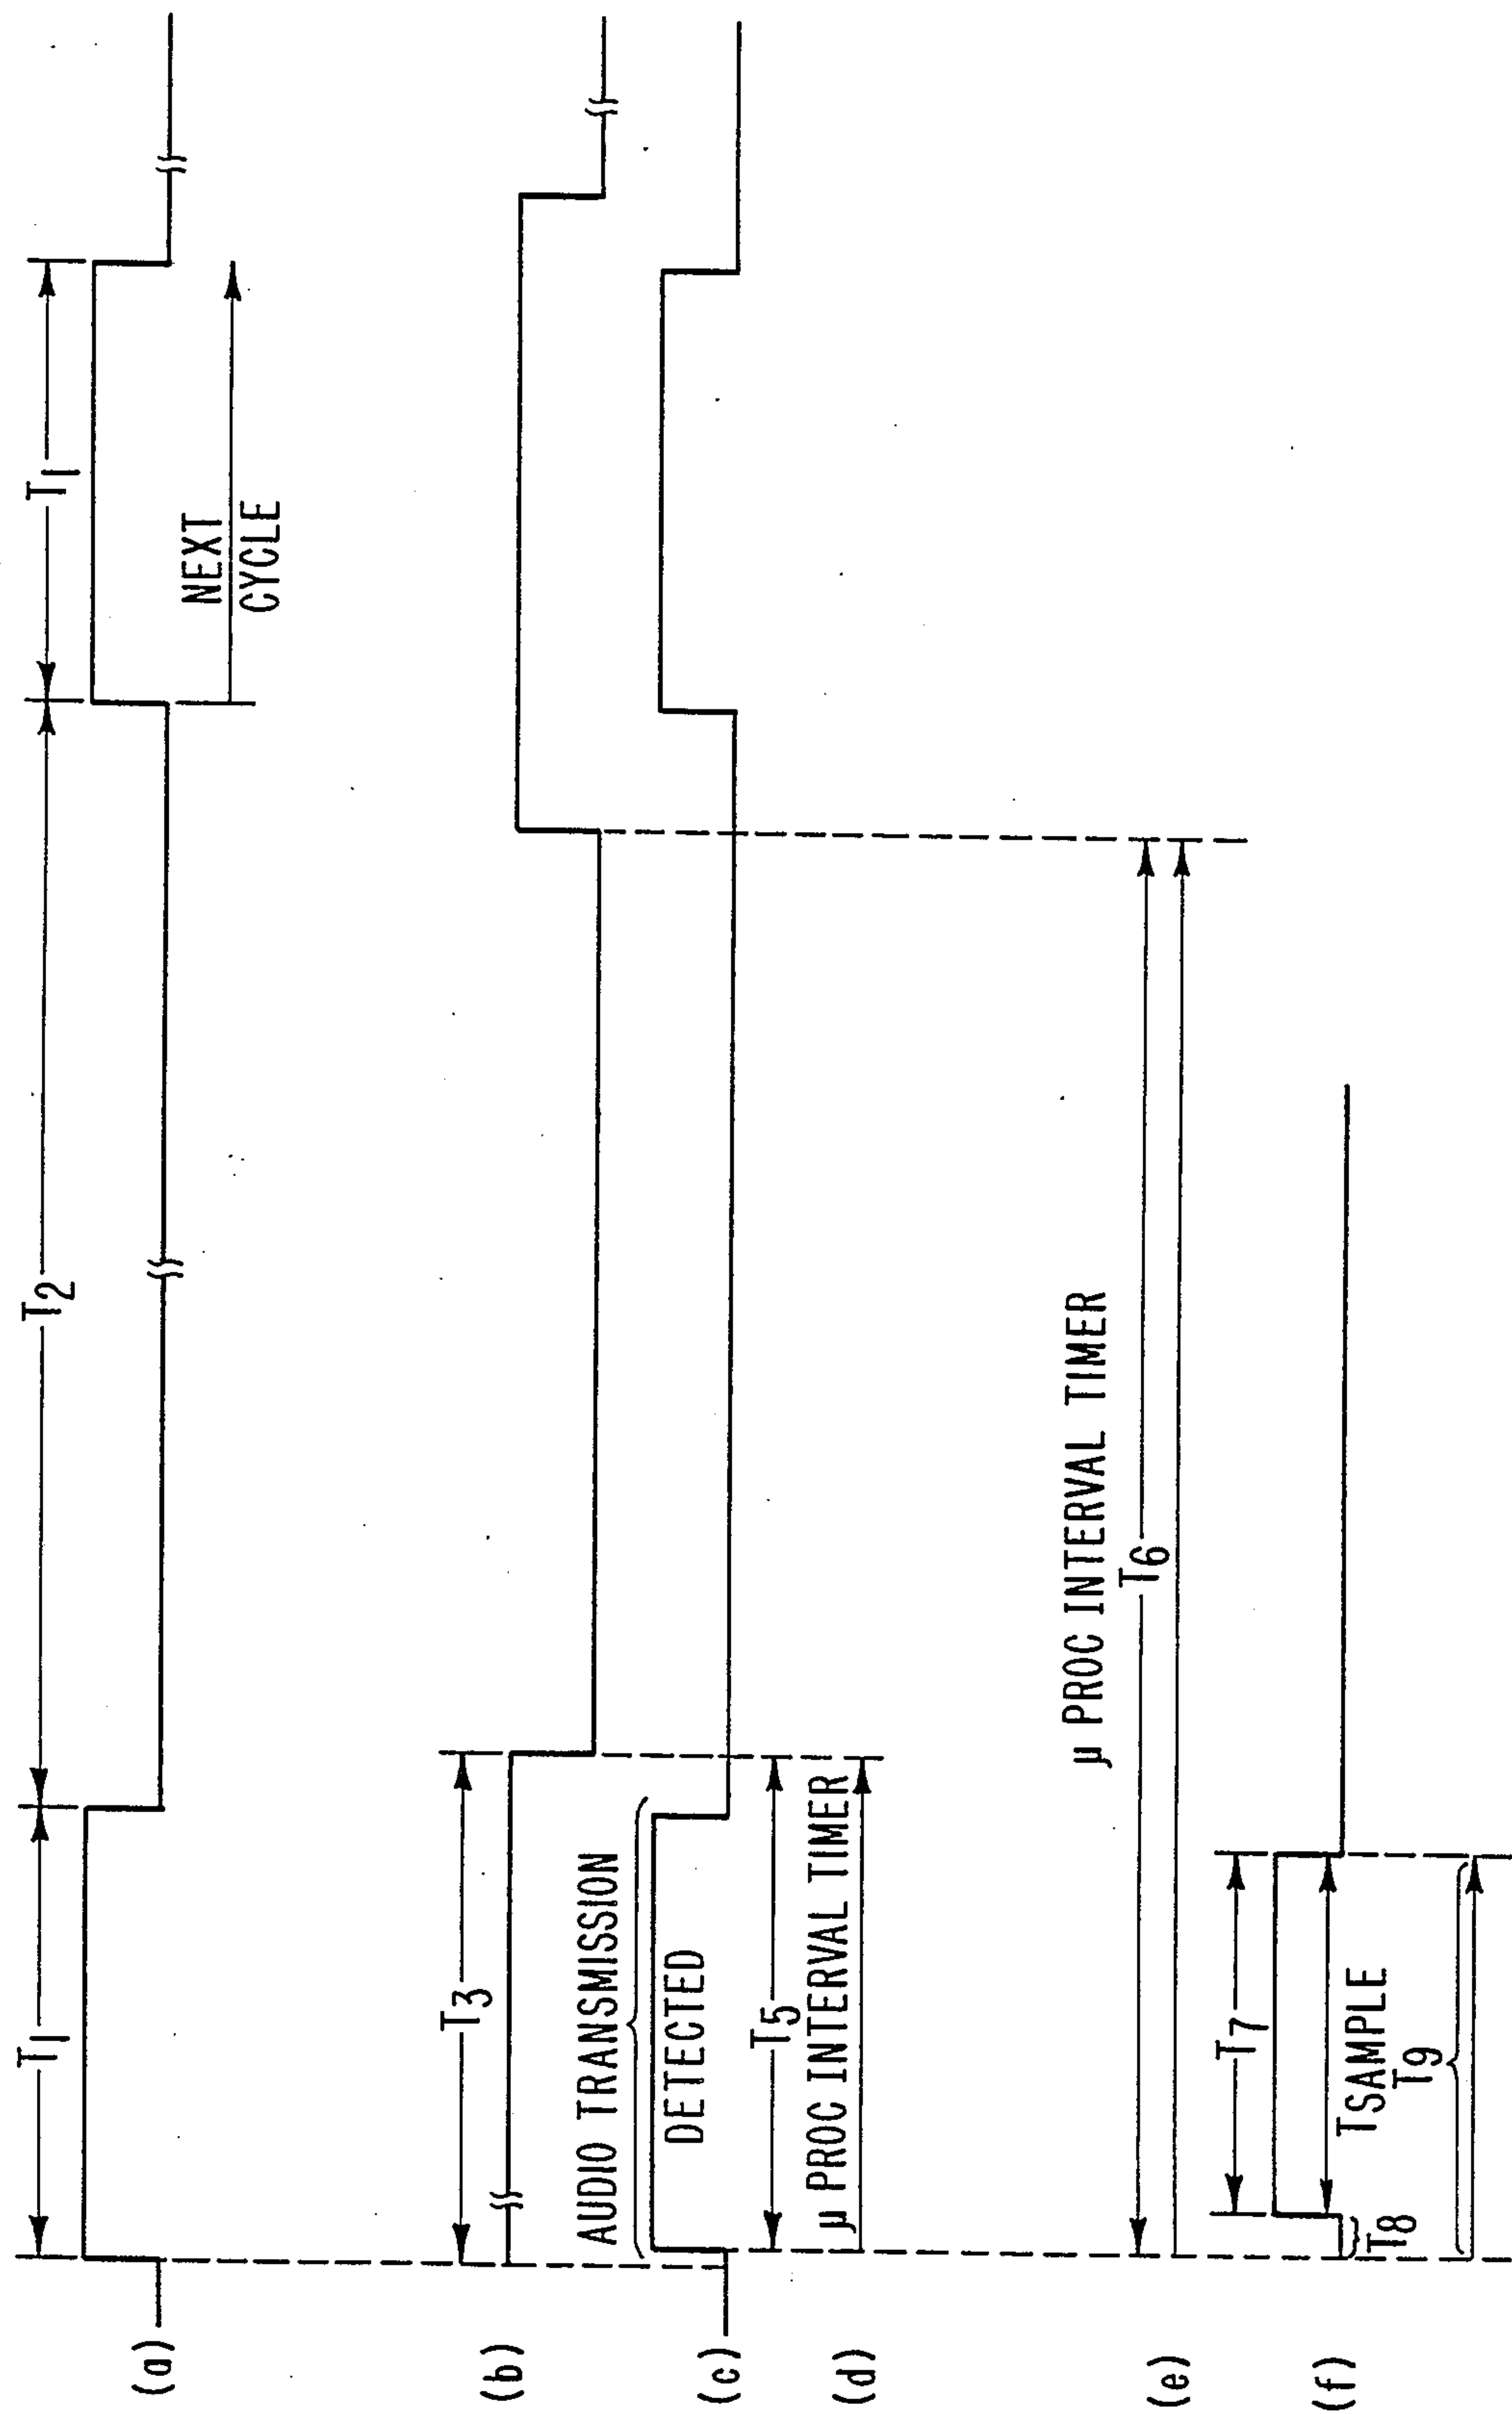 (a)
T1
T2
T1
NEXT
CYCLE
(b)
T3
(c)
AUDIO TRANSMISSION
DETECTED
(d)
T5
μ PROC INTERVAL TIMER
(e)
μ PROC INTERVAL TIMER
T6
(f)
T7
TSAMPLE
T8
T9